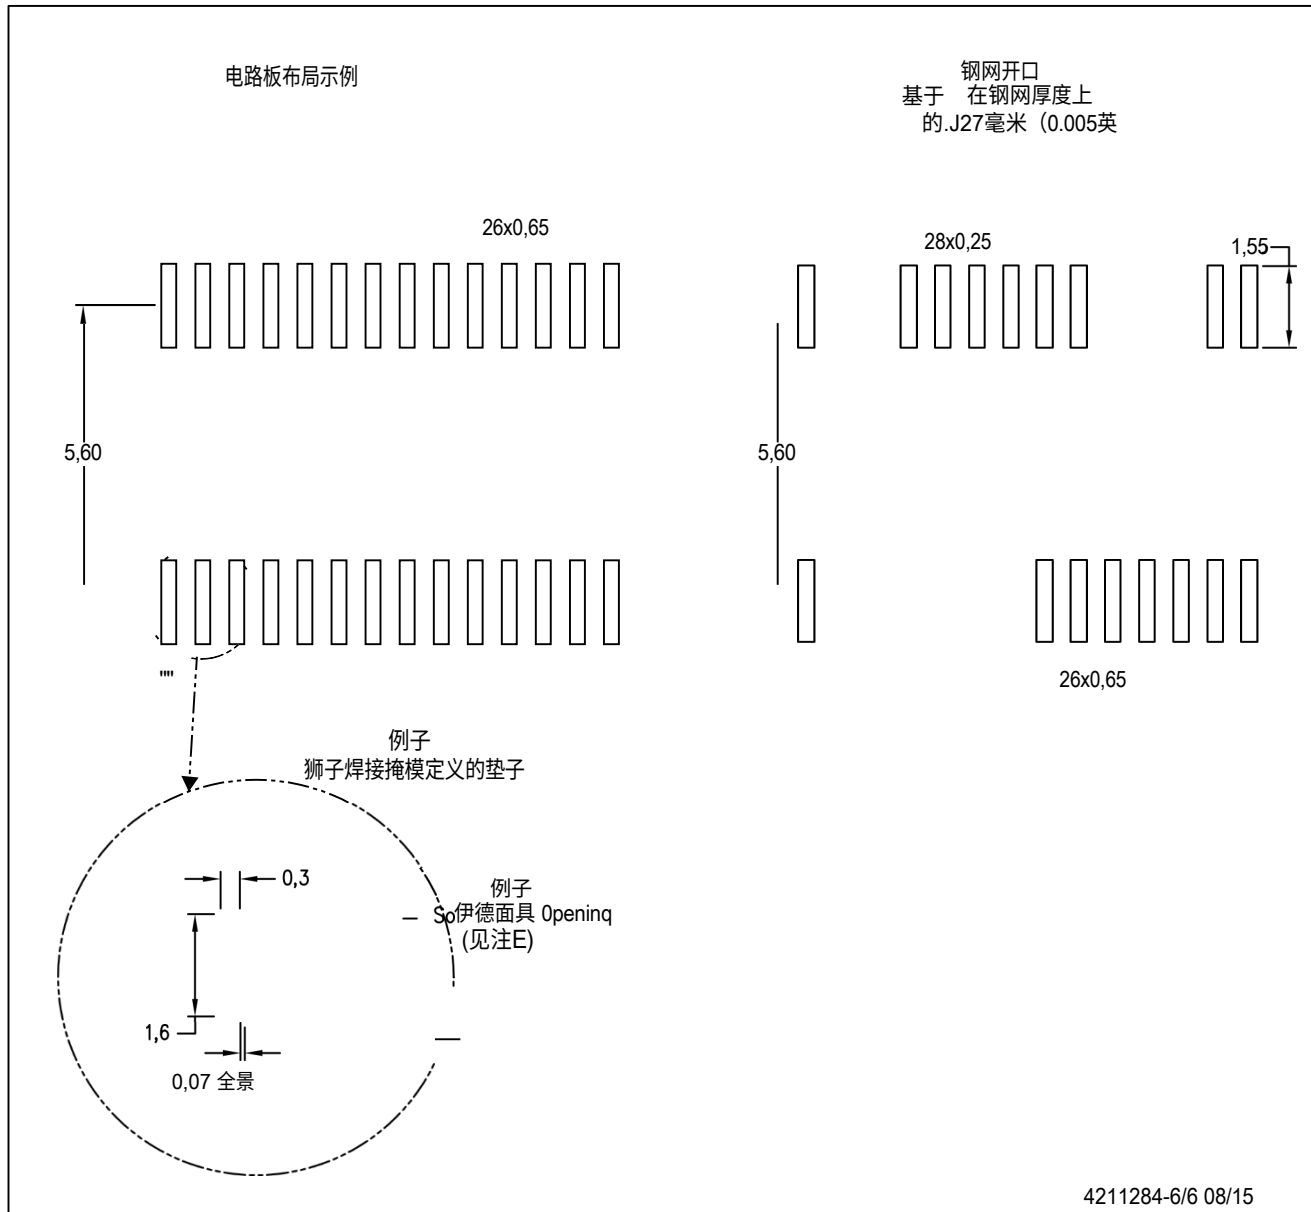 电路板布局示例
钢网开口
基于 在钢网厚度上
的.J27毫米（0.005英
26x0,65
28x0,25
1,55
5,60
5,60
""
26x0,65
例子
狮子焊接掩模定义的垫子
0,3
例子
So伊德面具 0peninq
(见注E)
1,6
0,07 全景
4211284-6/6 08/15